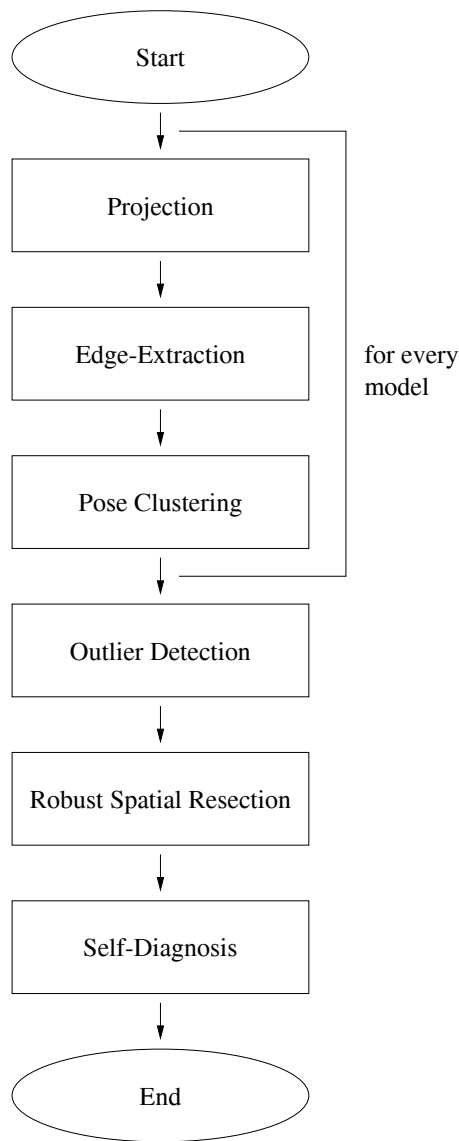 Start
Projection
Edge-Extraction
for every
model
Pose Clustering
Outlier Detection
Robust Spatial Resection
Self-Diagnosis
End